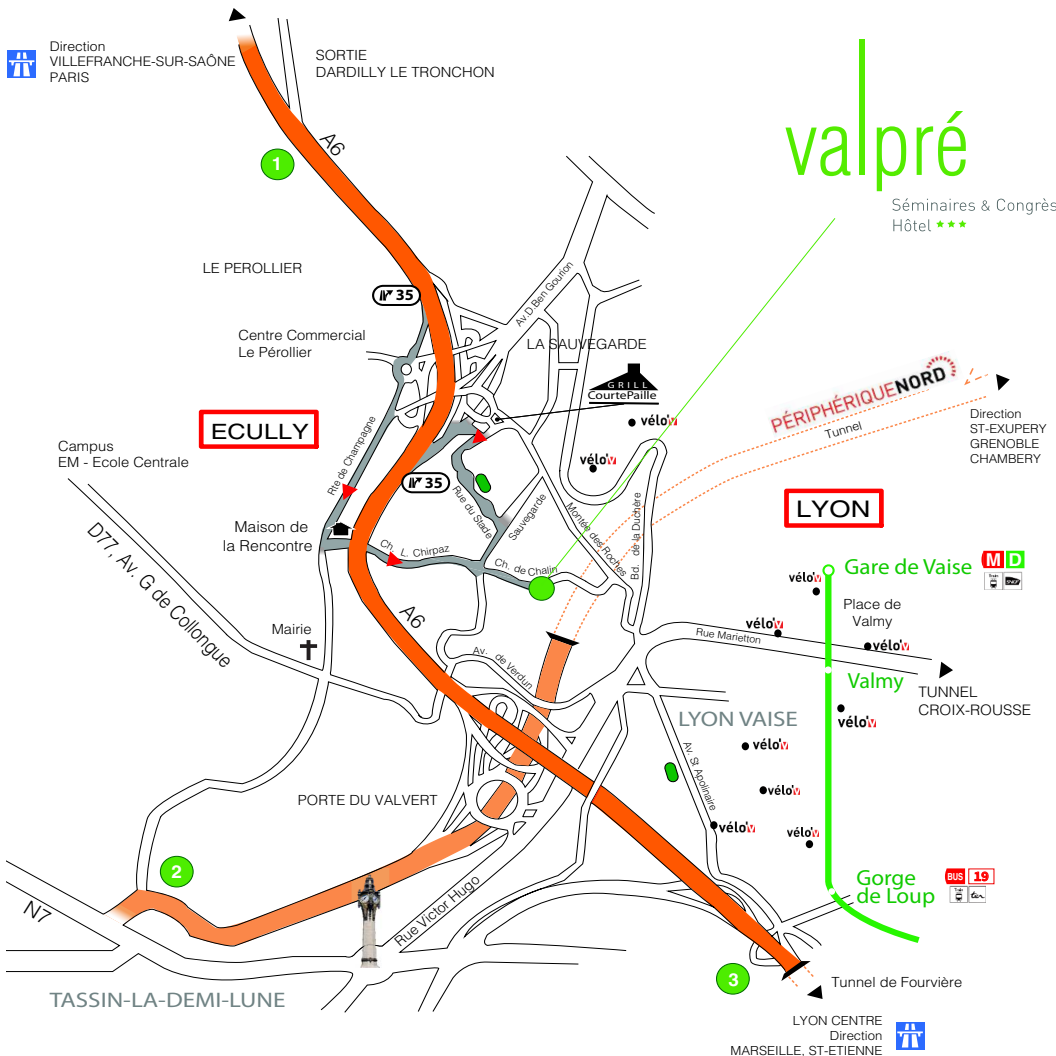 Direction
VILLEFRANCHE-SUR-SAÔNE
PARIS
SORTIE
DARDILLY LE TRONCHON
A6
1
valpré
Séminaires & Congrès
Hôtel ***
LE PEROLLIER
35
Av.D.Ben Gourion
Centre Commercial
Le Pérollier
LA SAUVEGARDE
GRILL
CourtePaille
vélo'v
vélo'v
PÉRIPHÉRIQUENORD
Tunnel
Direction
ST-EXUPERY
GRENOBLE
CHAMBERY
ECULLY
Rte de Champagne
Campus
EM - Ecole Centrale
35
Rue du Stade
Sauvegarde
Montée des Roches
Bd. de la Duchère
LYON
D77, Av. G de Collongue
Maison de
la Rencontre
Ch. L. Chirpaz
Ch. de Chalin
Gare de Vaise
M D
Train
SNCF
vélo'v
Place de
Valmy
A6
Mairie
vélo'v
Rue Marietton
vélo'v
Av. de Verdun
Valmy
TUNNEL
CROIX-ROUSSE
LYON VAISE
vélo'v
vélo'v
Av. St Apolinaire
vélo'v
PORTE DU VALVERT
vélo'v
vélo'v
2
Gorge
de Loup
BUS 19
ter
N7
Rue Victor Hugo
3
Tunnel de Fourvière
TASSIN-LA-DEMI-LUNE
LYON CENTRE
Direction
MARSEILLE, ST-ETIENNE